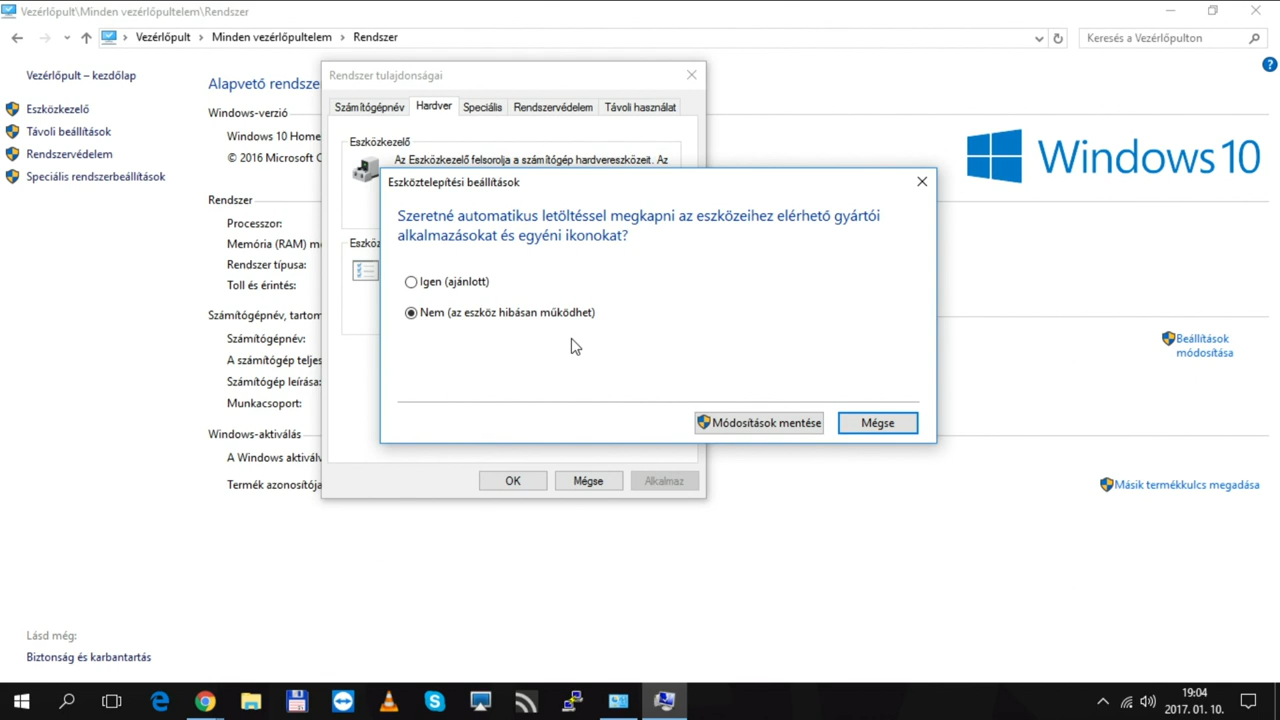 Vezérlőpult\Minden vezérlőpultelem\Rendszer
Vezérlőpult
Minden vezérlőpultelem
Rendszer
Keresés a Vezérlőpulton
Vezérlőpult – kezdőlap
Eszközkezelő
Távoli beállítások
Rendszervédelem
Speciális rendszerbeállítások
Alapvető rendsze
Windows-verzió
Windows 10 Home
© 2016 Microsoft C
Rendszer
Processzor:
Memória (RAM) m
Rendszer típusa:
Toll és érintés:
Számítógépnév, tartom
Számítógépnév:
A számítógép teljes
Számítógép leírása:
Munkacsoport:
Windows-aktiválás
A Windows aktivál
Termék azonosítója
Rendszer tulajdonságai
Számítógépnév
Hardver
Speciális
Rendszervédelem
Távoli használat
Eszközkezelő
Az Eszközkezelő felsorolja a számítógép hardvereszközeit. Az
Eszköz
Eszköztelepítési beállítások
Szeretné automatikus letöltéssel megkapni az eszközeihez elérhető gyártói
alkalmazásokat és egyéni ikonokat?
Igen (ajánlott)
Nem (az eszköz hibásan működhet)
Módosítások mentése
Mégse
OK
Mégse
Alkalmaz
Windows 10
Beállítások
módosítása
Másik termékkulcs megadása
Lásd még:
Biztonság és karbantartás
19:04
2017. 01. 10.